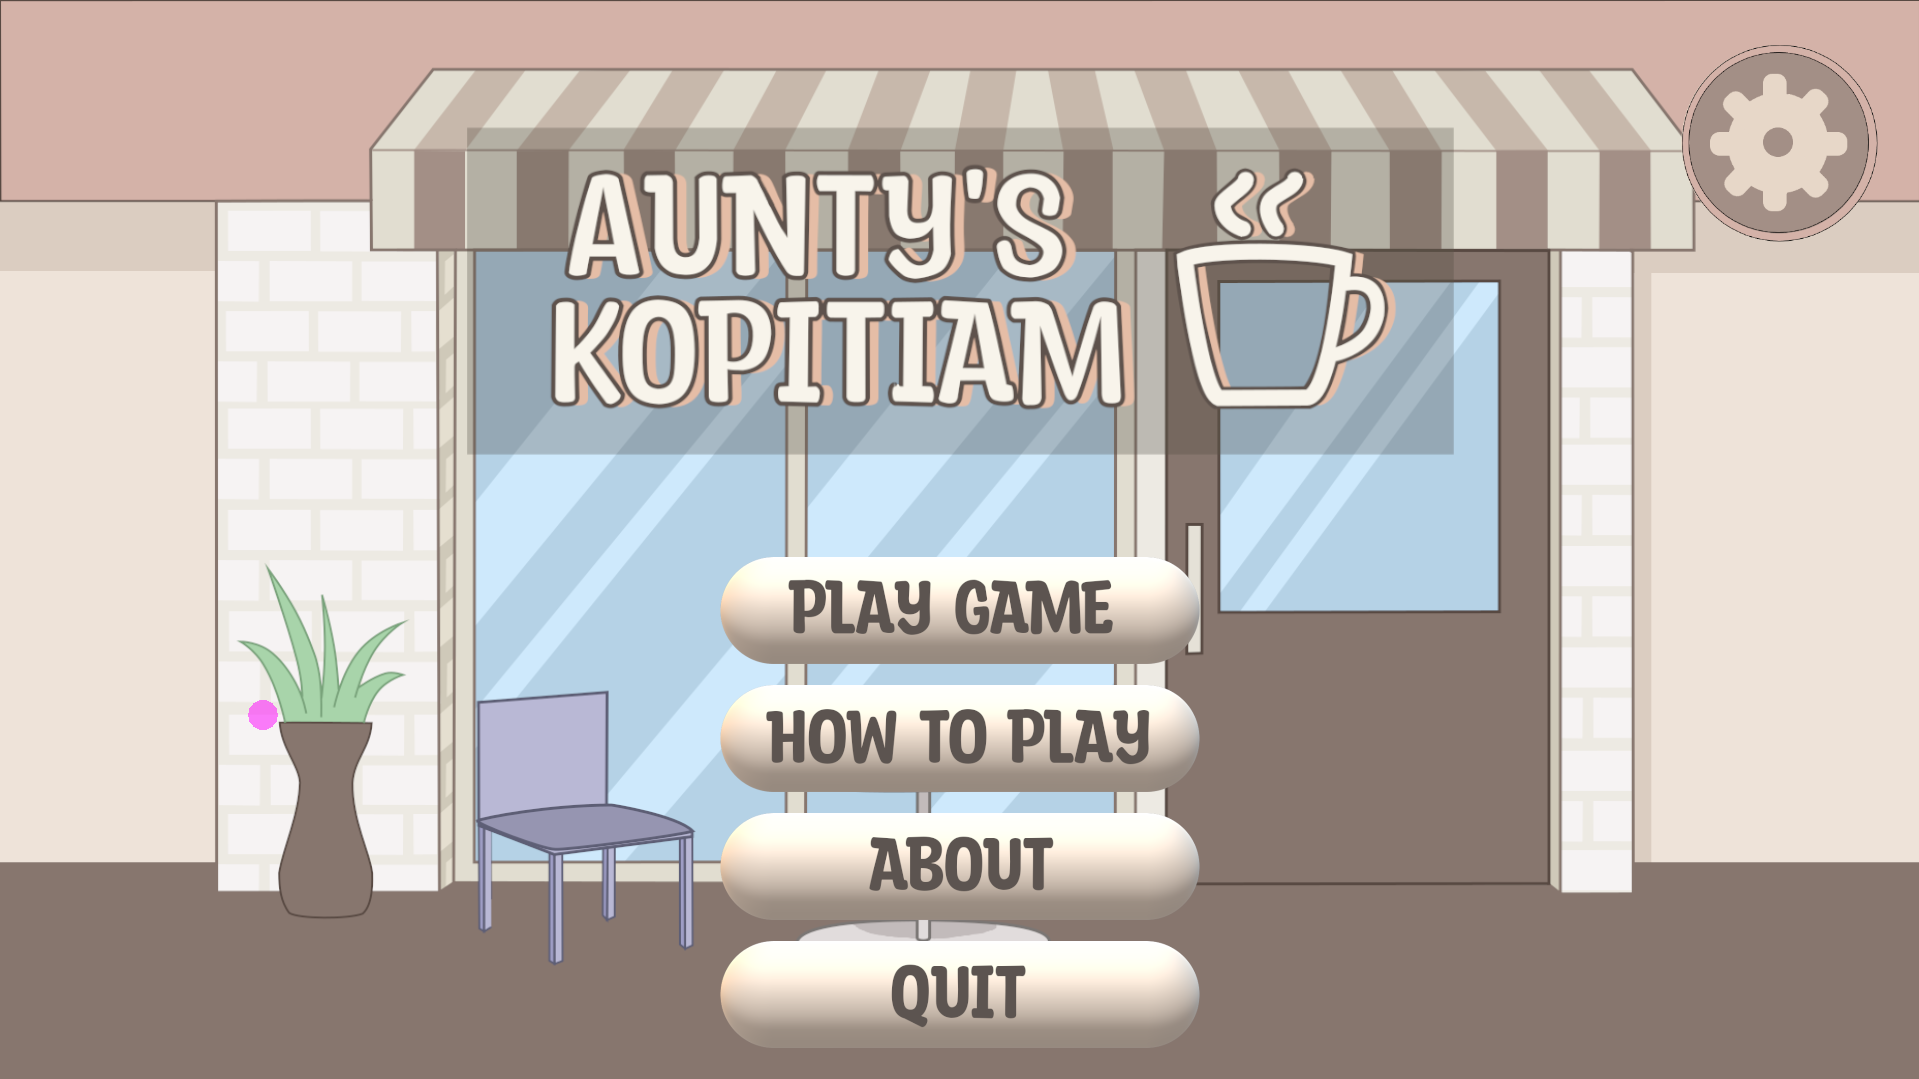 AUNTY'S
KOPITIAM
PLAY GAME
HOW TO PLAY
ABOUT
QUIT